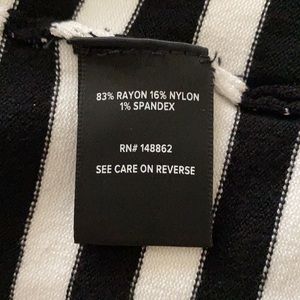 83% RAYON 16% NYLON
1% SPANDEX
RN# 148862
SEE CARE ON REVERSE